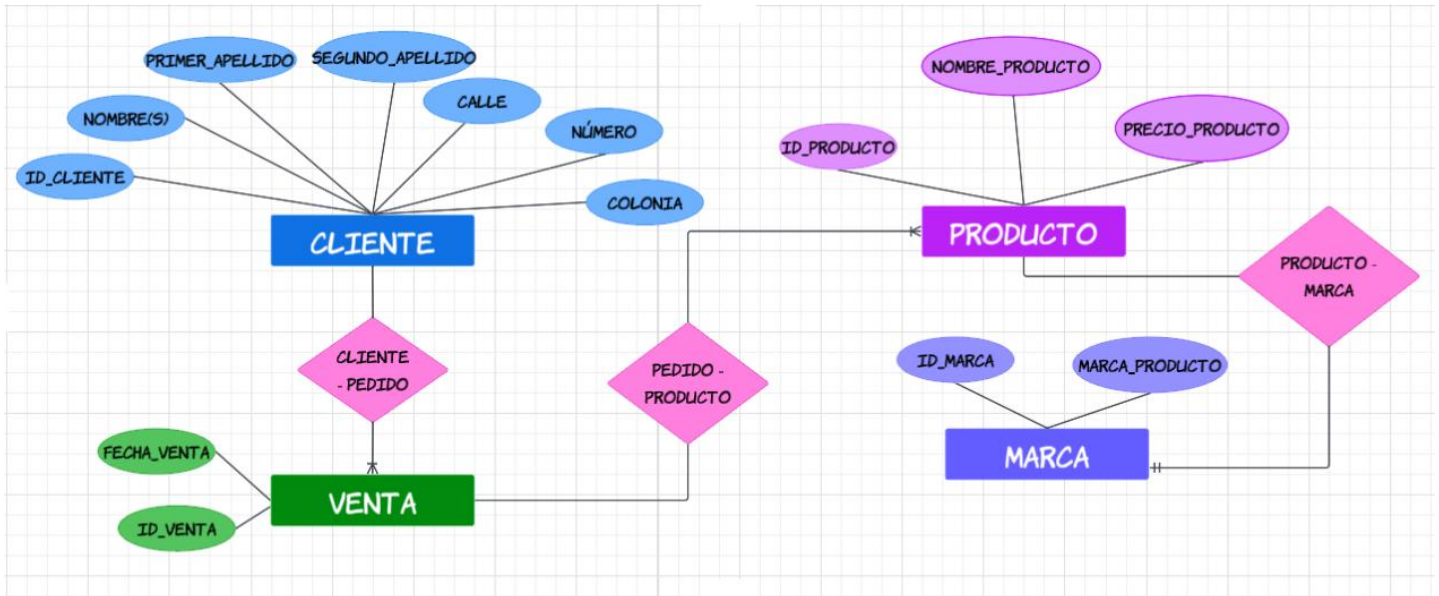 PRIMER_APELLIDO
SEGUNDO_APELLIDO
NOMBRE(S)
CALLE
NÚMERO
ID_CLIENTE
COLONIA
CLIENTE
CLIENTE
- PEDIDO
FECHA_VENTA
VENTA
ID_VENTA
PEDIDO -
PRODUCTO
NOMBRE_PRODUCTO
ID_PRODUCTO
PRECIO_PRODUCTO
PRODUCTO
PRODUCTO -
MARCA
ID_MARCA
MARCA_PRODUCTO
MARCA